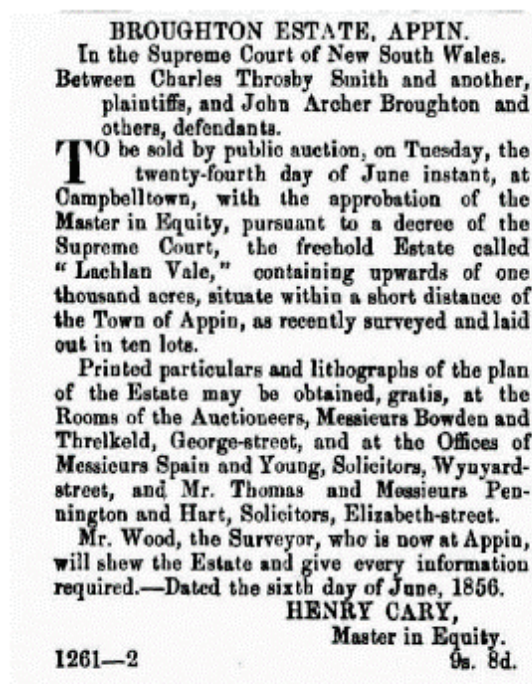 BROUGHTON ESTATE, APPIN.
In the Supreme Court of New South Wales.
Between Charles Throsby Smith and another,
plaintiffs, and John Archer Broughton and
others, defendants.
TO be sold by public auction, on Tuesday, the
twenty-fourth day of June instant, at
Campbelltown, with the approbation of the
Master in Equity, pursuant to a decree of the
Supreme Court, the freehold Estate called
“ Lachlan Vale,” containing upwards of one
thousand acres, situate within a short distance of
the Town of Appin, as recently surveyed and laid
out in ten lots.
Printed particulars and lithographs of the plan
of the Estate may be obtained, gratis, at the
Rooms of the Auctioneers, Messieurs Bowden and
Threlkeld, George-street, and at the Offices of
Messieurs Spain and Young, Solicitors, Wynyard-
street, and Mr. Thomas and Messieurs Pen-
nington and Hart, Solicitors, Elizabeth-street.
Mr. Wood, the Surveyor, who is now at Appin,
will shew the Estate and give every information
required.—Dated the sixth day of June, 1856.
HENRY CARY,
Master in Equity.
1261—2 9s. 8d.